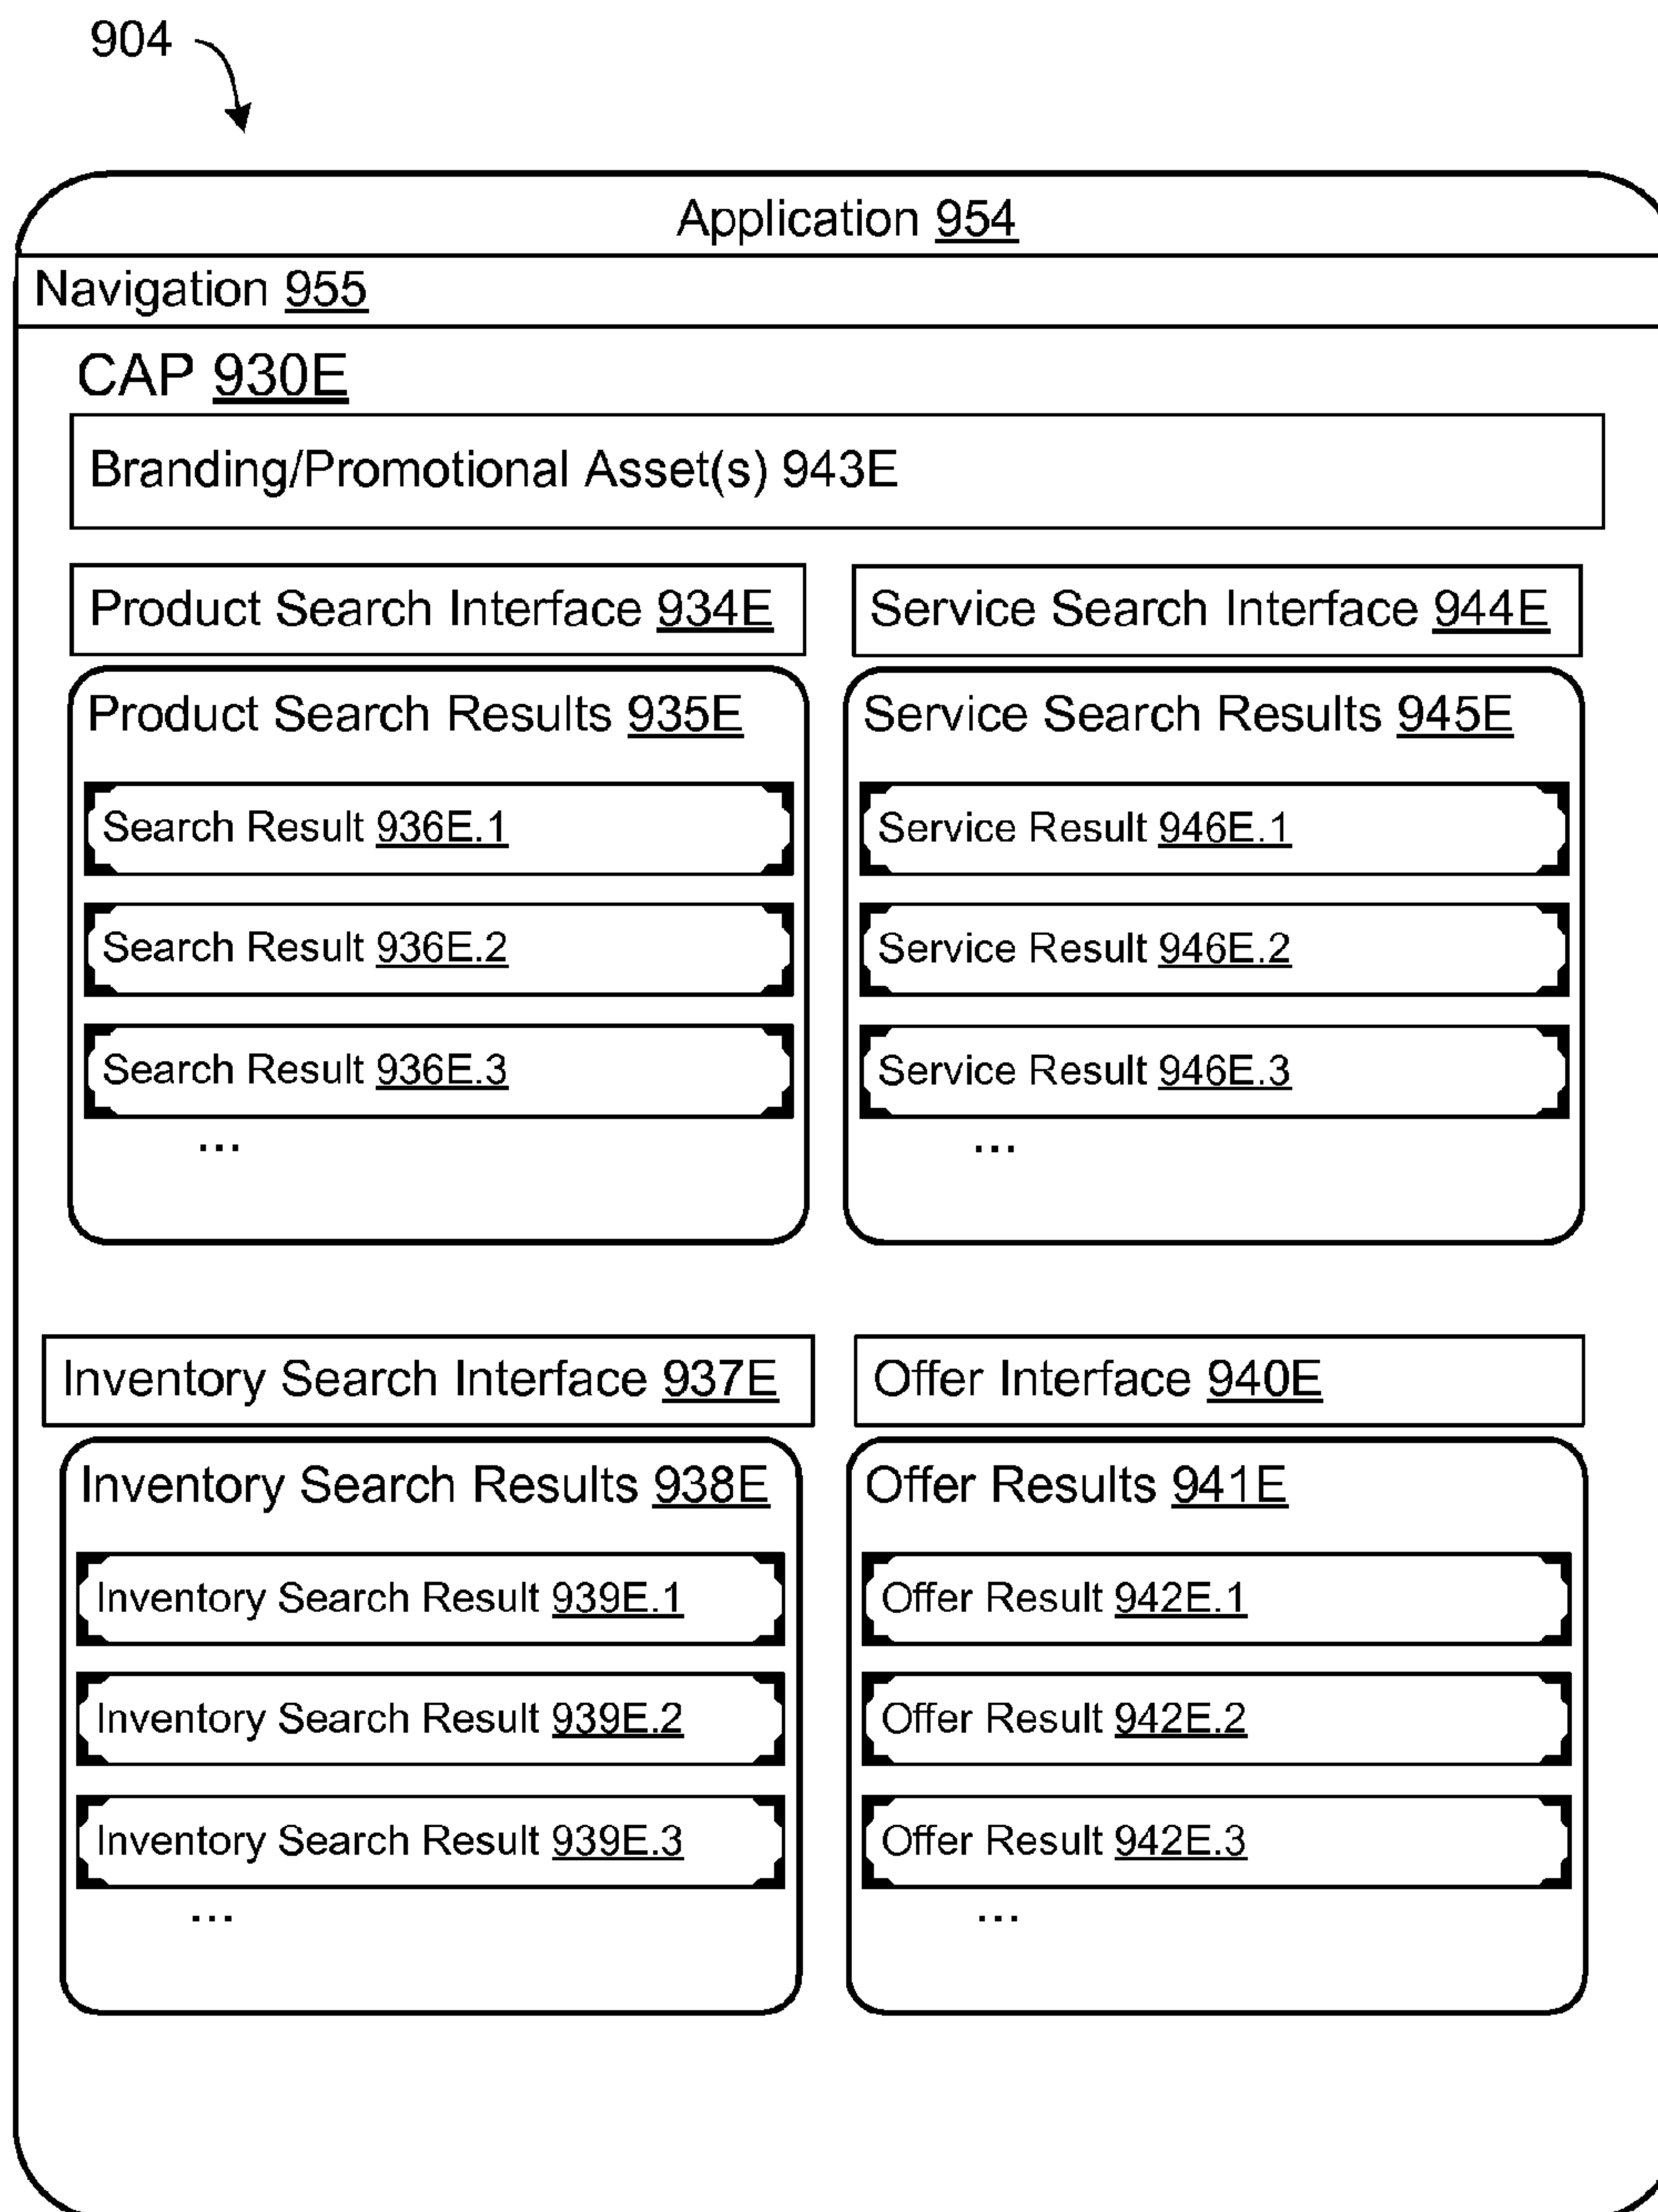 904
Application 954
Navigation 955
CAP 930E
Branding/Promotional Asset(s) 943E
Product Search Interface 934E
Product Search Results 935E
Search Result 936E.1
Search Result 936E.2
Search Result 936E.3
...
Service Search Interface 944E
Service Search Results 945E
Service Result 946E.1
Service Result 946E.2
Service Result 946E.3
...
Inventory Search Interface 937E
Inventory Search Results 938E
Inventory Search Result 939E.1
Inventory Search Result 939E.2
Inventory Search Result 939E.3
...
Offer Interface 940E
Offer Results 941E
Offer Result 942E.1
Offer Result 942E.2
Offer Result 942E.3
...